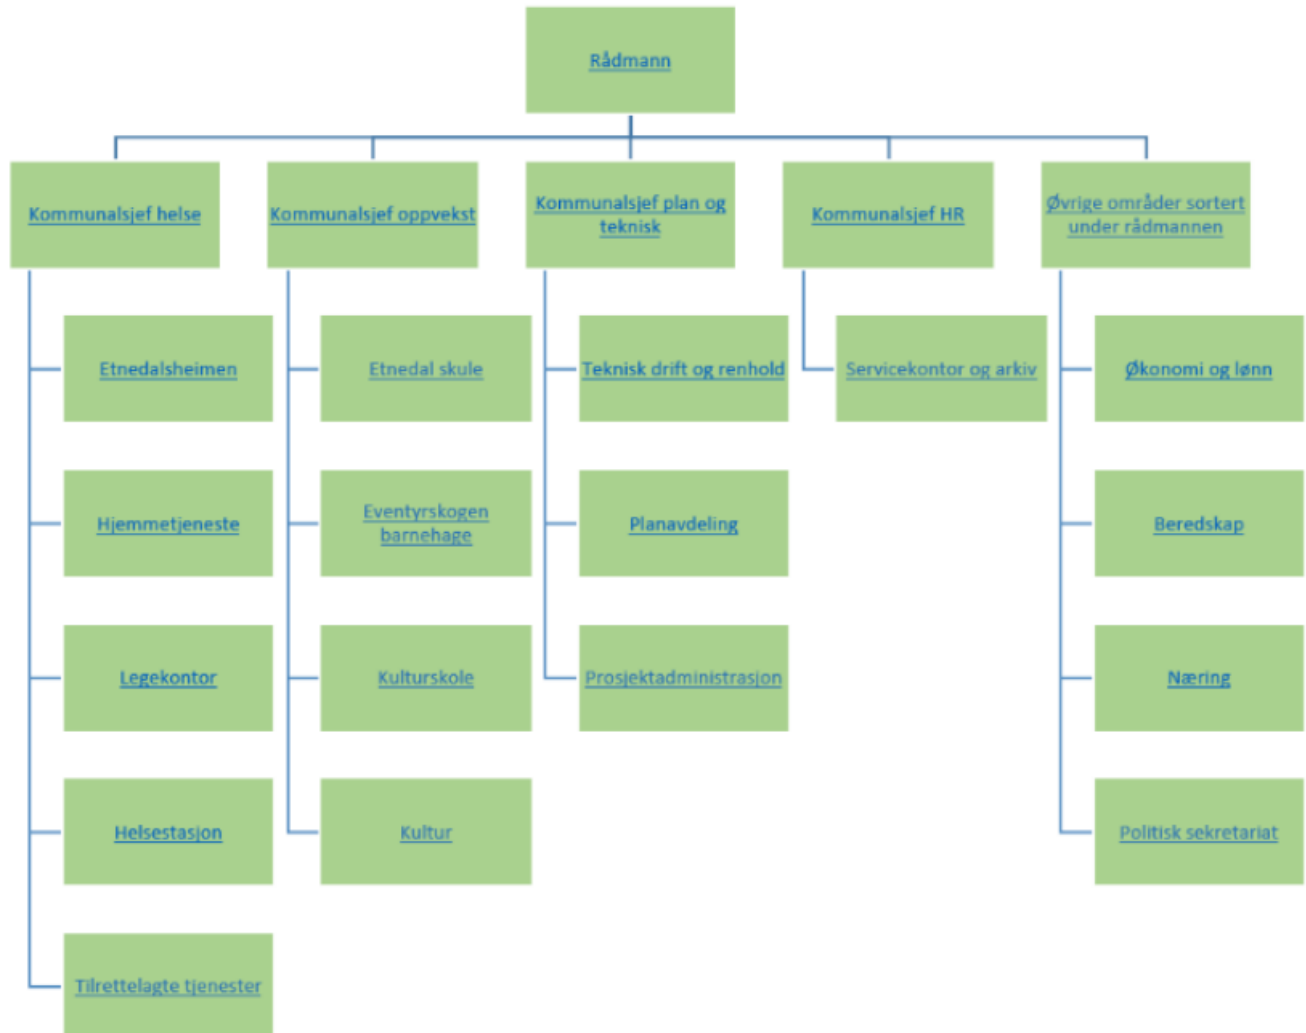 Rådmann
Kommunalsjef helse
Kommunalsjef oppvekst
Kommunalsjef plan og
teknisk
Kommunalsjef HR
Øvrige områder sortert
under rådmannen
Etnedalsheimen
Etnedal skule
Teknisk drift og renhold
Servicekontor og arkiv
Økonomi og lønn
Hjemmetjeneste
Eventyrskogen
barnehage
Planavdeling
Beredskap
Legekontor
Kulturskole
Prosjektadministrasjon
Næring
Helsestasjon
Kultur
Politisk sekretariat
Tilrettelagte tjenester